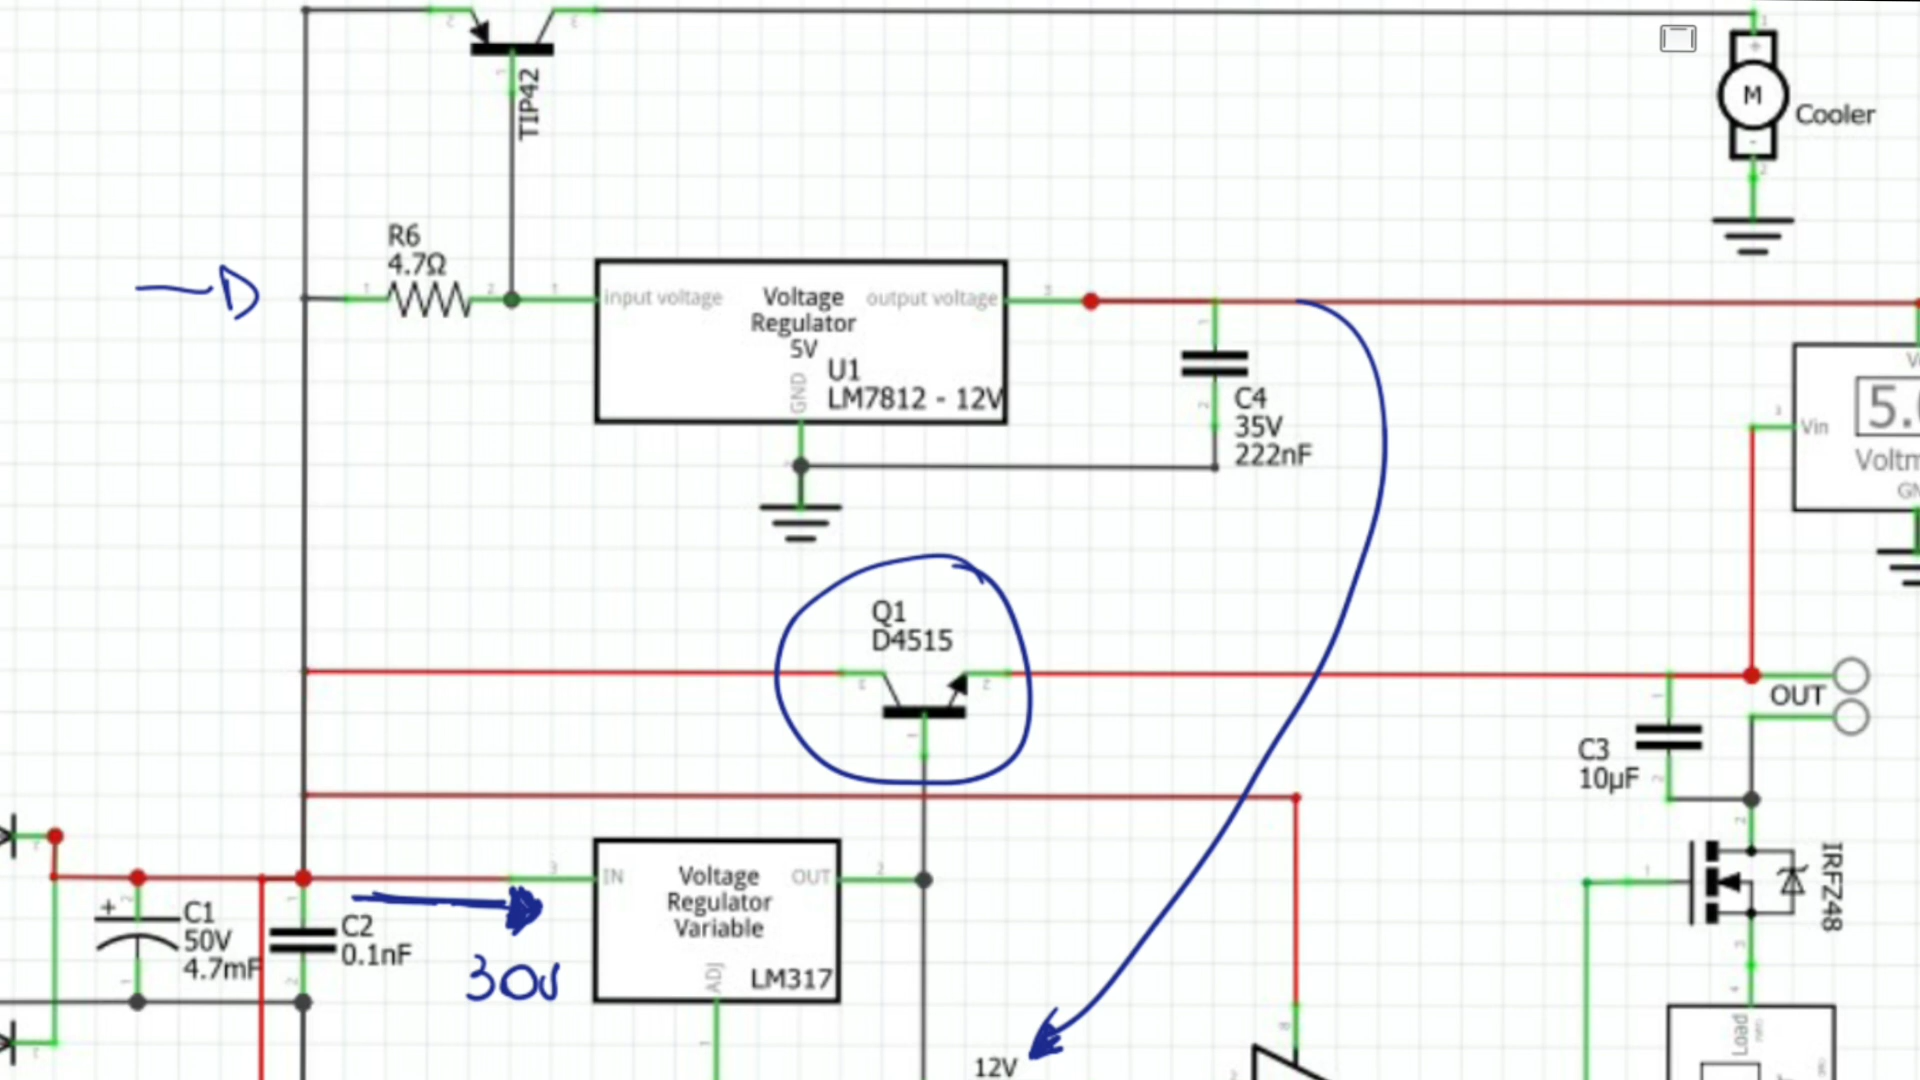 TIP42
M
Cooler
R6
4.7Ω
input voltage
Voltage
Regulator
5V
output voltage
GND
U1
LM7812 - 12V
C4
35V
222nF
Vin
5.
GN
Q1
D4515
OUT
C3
10µF
IRFZ48
IN
Voltage
Regulator
Variable
OUT
ADJ
LM317
C1
50V
4.7mF
C2
0.1nF
30V
12V
Load